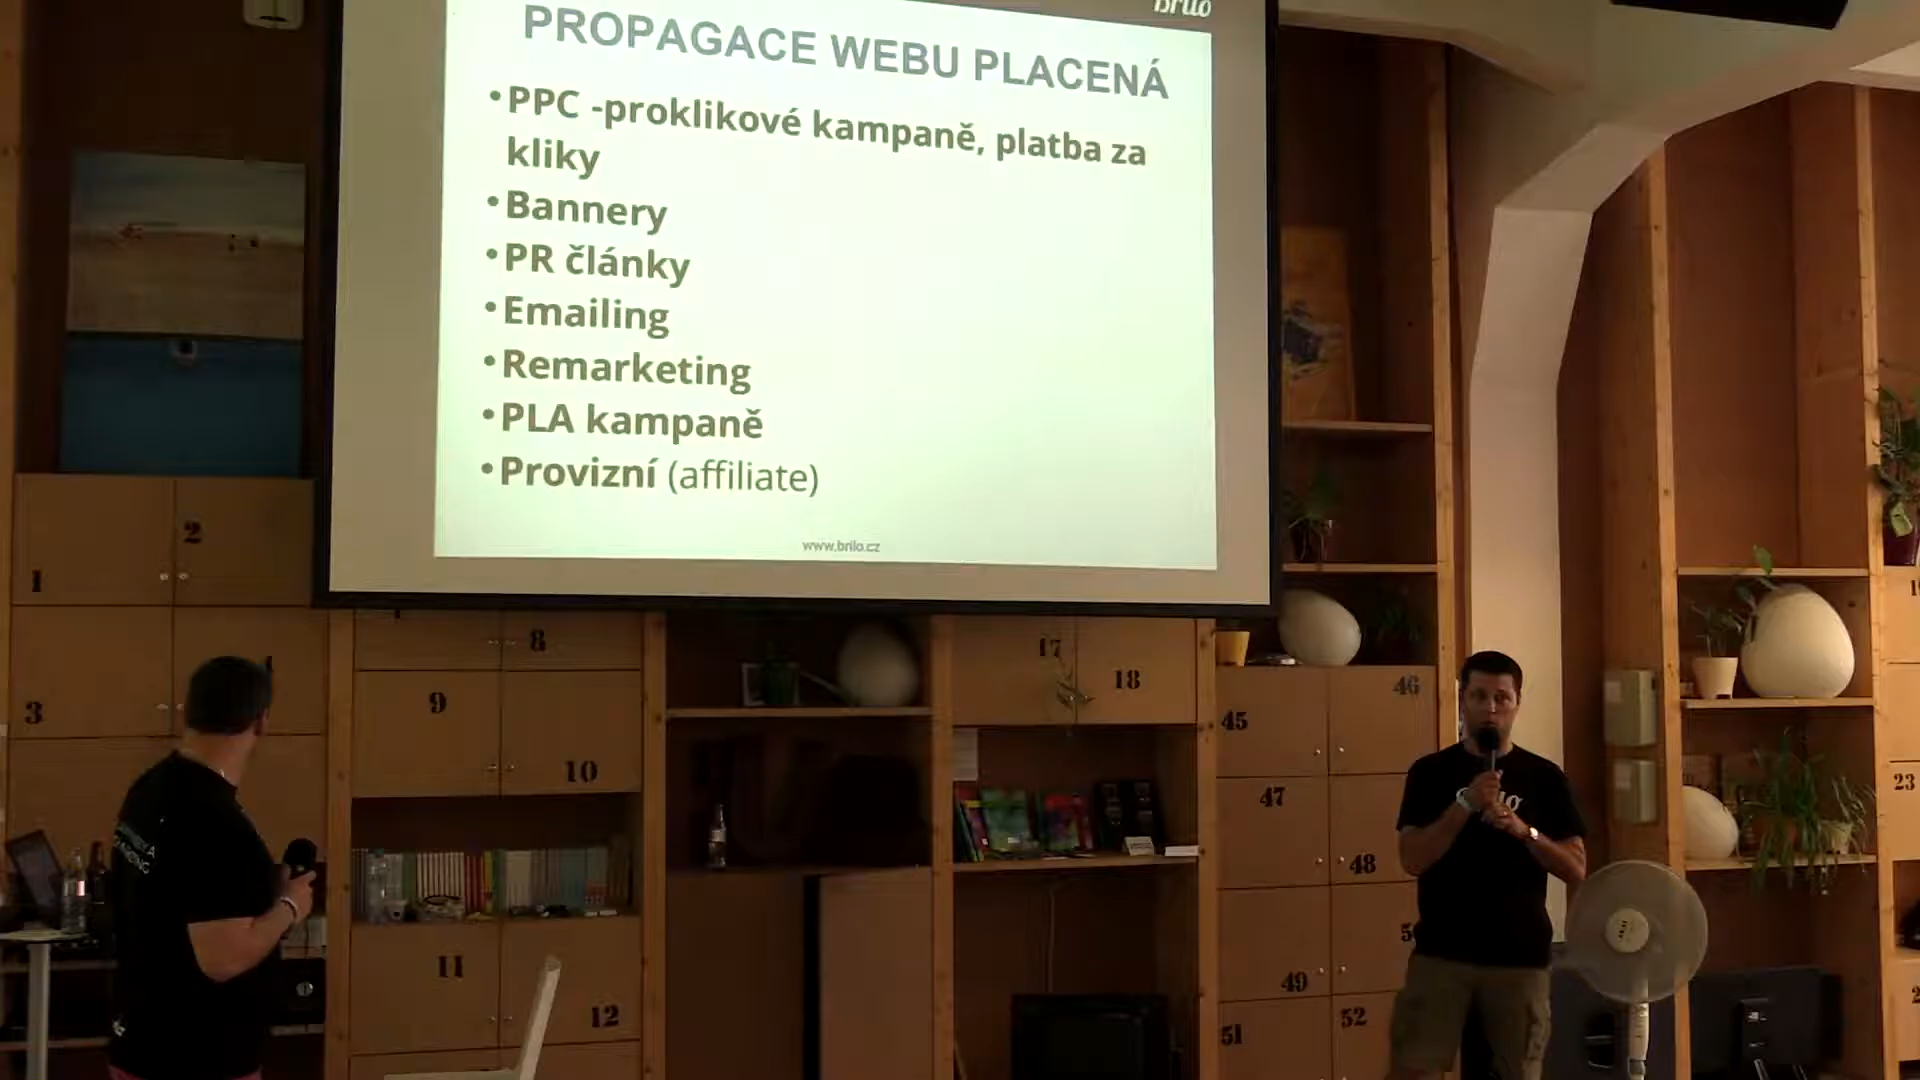 Brilo
PROPAGACE WEBU PLACENÁ
•PPC -proklikové kampaně, platba za
kliky
•Bannery
•PR články
•Emailing
•Remarketing
•PLA kampaně
•Provizní (affiliate)
www.brilo.cz
1
2
3
8
9
10
11
12
17
18
45
46
47
48
49
51
52
23